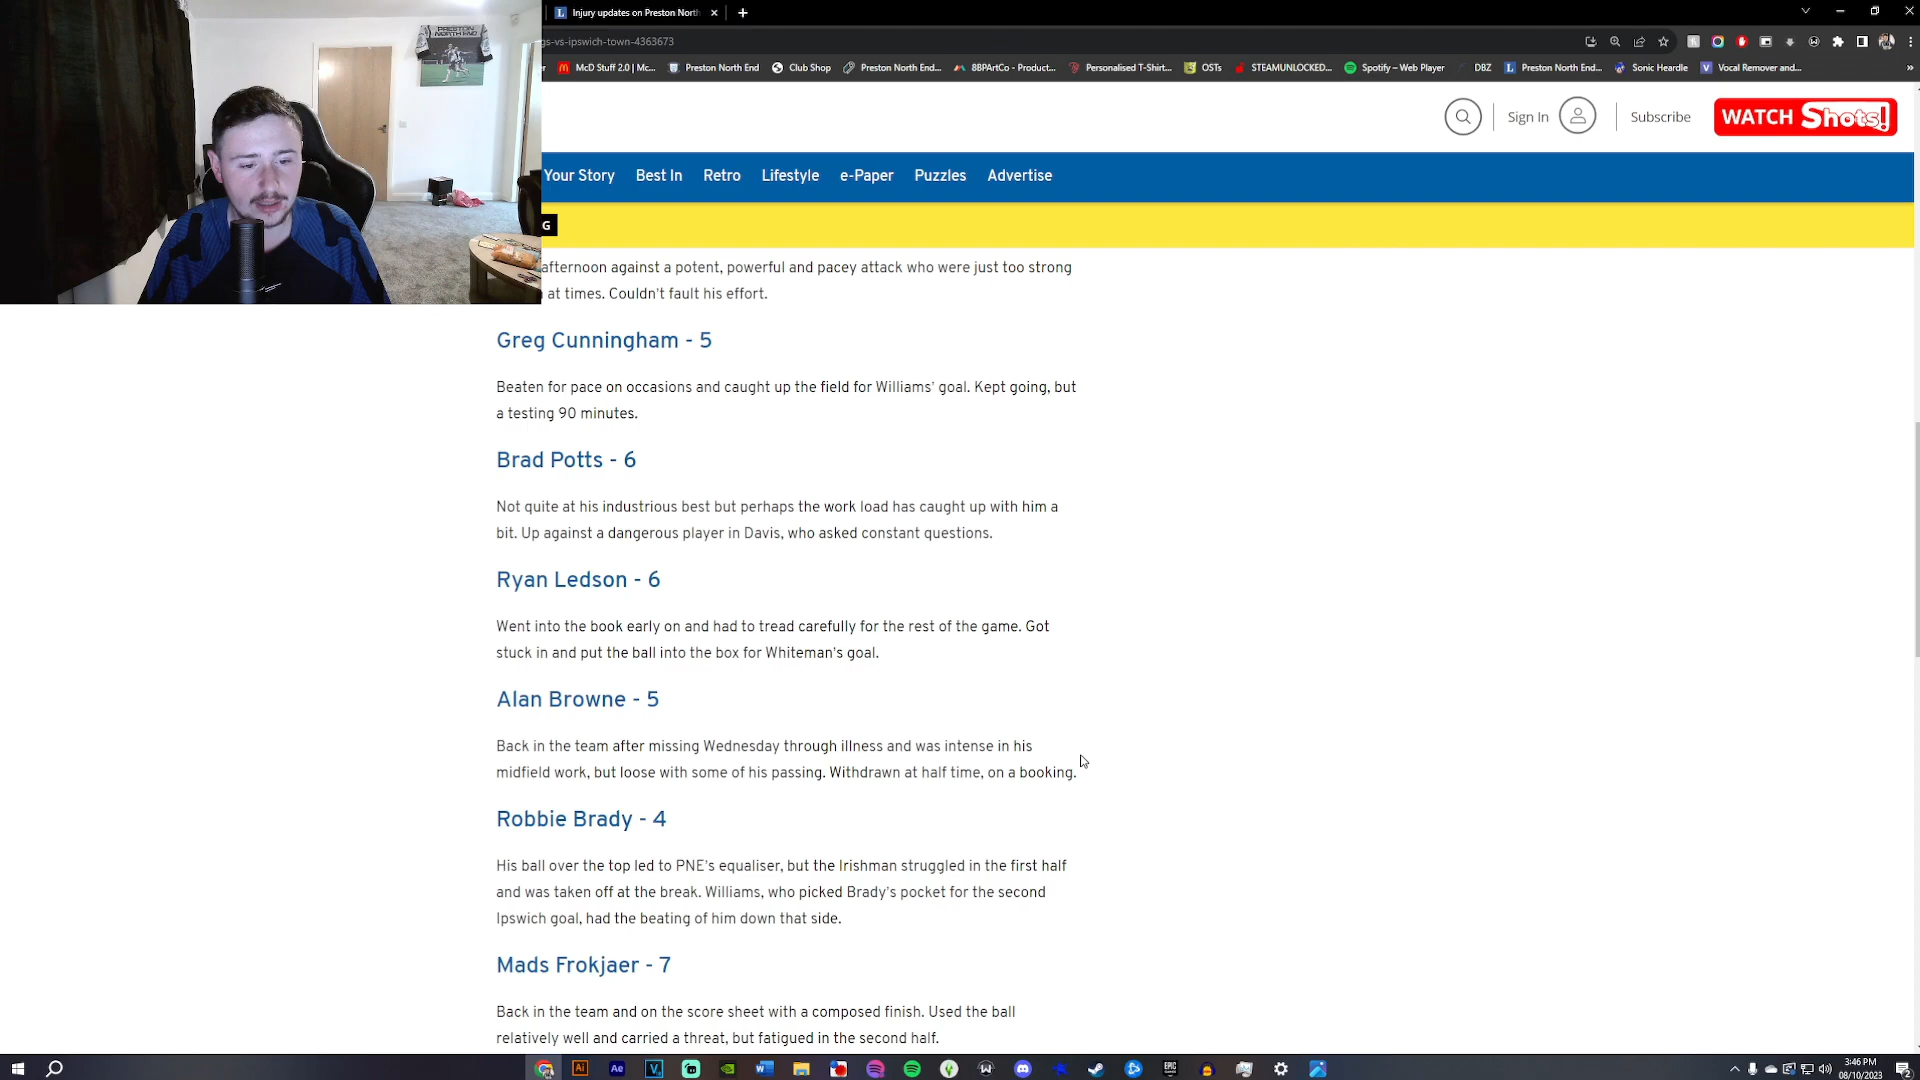 PRESTON
NORTH END
Injury updates on Preston North
gs-vs-ipswich-town-4363673
McD Stuff 2.0 | Mc...
Preston North End
Club Shop
Preston North End...
8BPArtCo - Product...
Personalised T-Shirt...
OSTs
STEAMUNLOCKED...
Spotify – Web Player
DBZ
Preston North End...
Sonic Heardle
Vocal Remover and...
Sign In
Subscribe
WATCH Shots!
Your Story
Best In
Retro
Lifestyle
e-Paper
Puzzles
Advertise
G
afternoon against a potent, powerful and pacey attack who were just too strong
at times. Couldn't fault his effort.
Greg Cunningham - 5
Beaten for pace on occasions and caught up the field for Williams' goal. Kept going, but
a testing 90 minutes.
Brad Potts - 6
Not quite at his industrious best but perhaps the work load has caught up with him a
bit. Up against a dangerous player in Davis, who asked constant questions.
Ryan Ledson - 6
Went into the book early on and had to tread carefully for the rest of the game. Got
stuck in and put the ball into the box for Whiteman's goal.
Alan Browne - 5
Back in the team after missing Wednesday through illness and was intense in his
midfield work, but loose with some of his passing. Withdrawn at half time, on a booking.
Robbie Brady - 4
His ball over the top led to PNE's equaliser, but the Irishman struggled in the first half
and was taken off at the break. Williams, who picked Brady's pocket for the second
Ipswich goal, had the beating of him down that side.
Mads Frokjaer - 7
Back in the team and on the score sheet with a composed finish. Used the ball
relatively well and carried a threat, but fatigued in the second half.
3:46 PM
08/10/2023